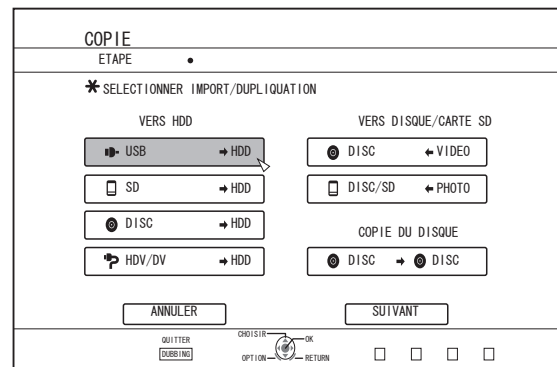 COPIE
ETAPE
SELECTIONNER IMPORT/DUPLIQUATION
VERS HDD
USB → HDD
SD → HDD
DISC → HDD
HDV/DV → HDD
VERS DISQUE/CARTE SD
DISC ← VIDEO
DISC/SD ← PHOTO
COPIE DU DISQUE
DISC → DISC
ANNULER
SUIVANT
QUITTER
DUBBING
CHOISIR
OK
OPTION
RETURN